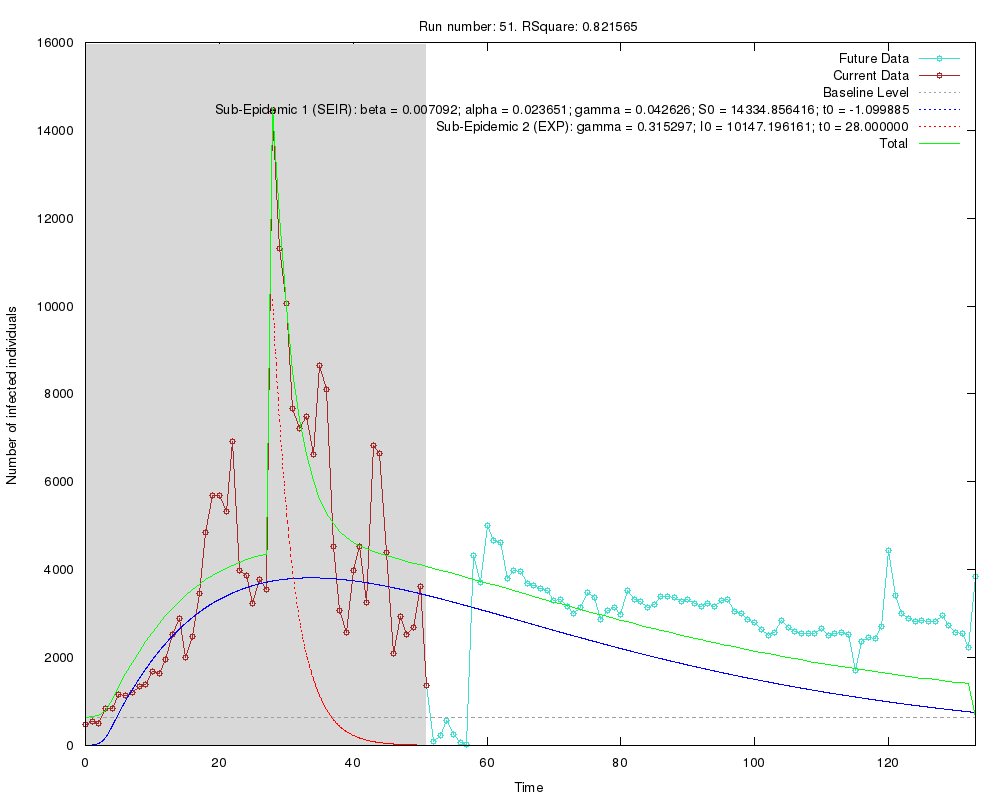 Run number: 51. RSquare: 0.821565
Future Data
Current Data
Baseline Level
Sub-Epidemic 1 (SEIR): beta = 0.007092; alpha = 0.023651; gamma = 0.042626; S0 = 14334.856416; t0 = -1.099885
Sub-Epidemic 2 (EXP): gamma = 0.315297; I0 = 10147.196161; t0 = 28.000000
Total
16000
14000
12000
10000
8000
6000
4000
2000
0
Number of infected individuals
0 20 40 60 80 100 120
Time